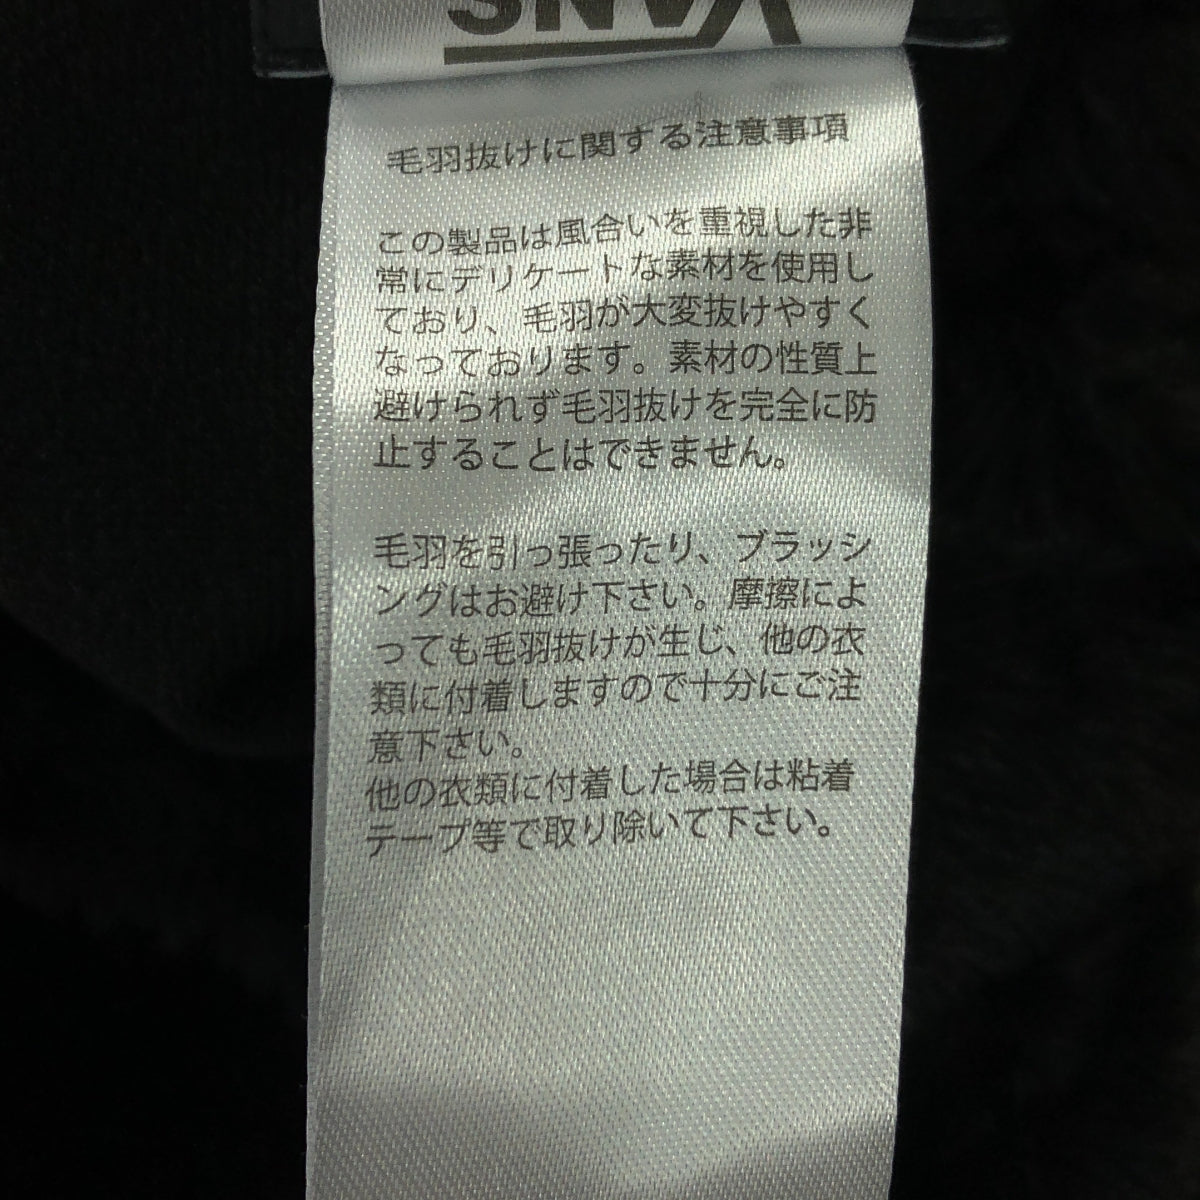 VANS
毛羽抜けに関する注意事項
この製品は風合いを重視した非
常にデリケートな素材を使用し
ており、毛羽が大変抜けやすく
なっております。素材の性質上
避けられず毛羽抜けを完全に防
止することはできません。
毛羽を引っ張ったり、ブラッシ
ングはお避け下さい。摩擦によ
っても毛羽抜けが生じ、他の衣
類に付着しますので十分にご注
意下さい。
他の衣類に付着した場合は粘着
テープ等で取り除いて下さい。